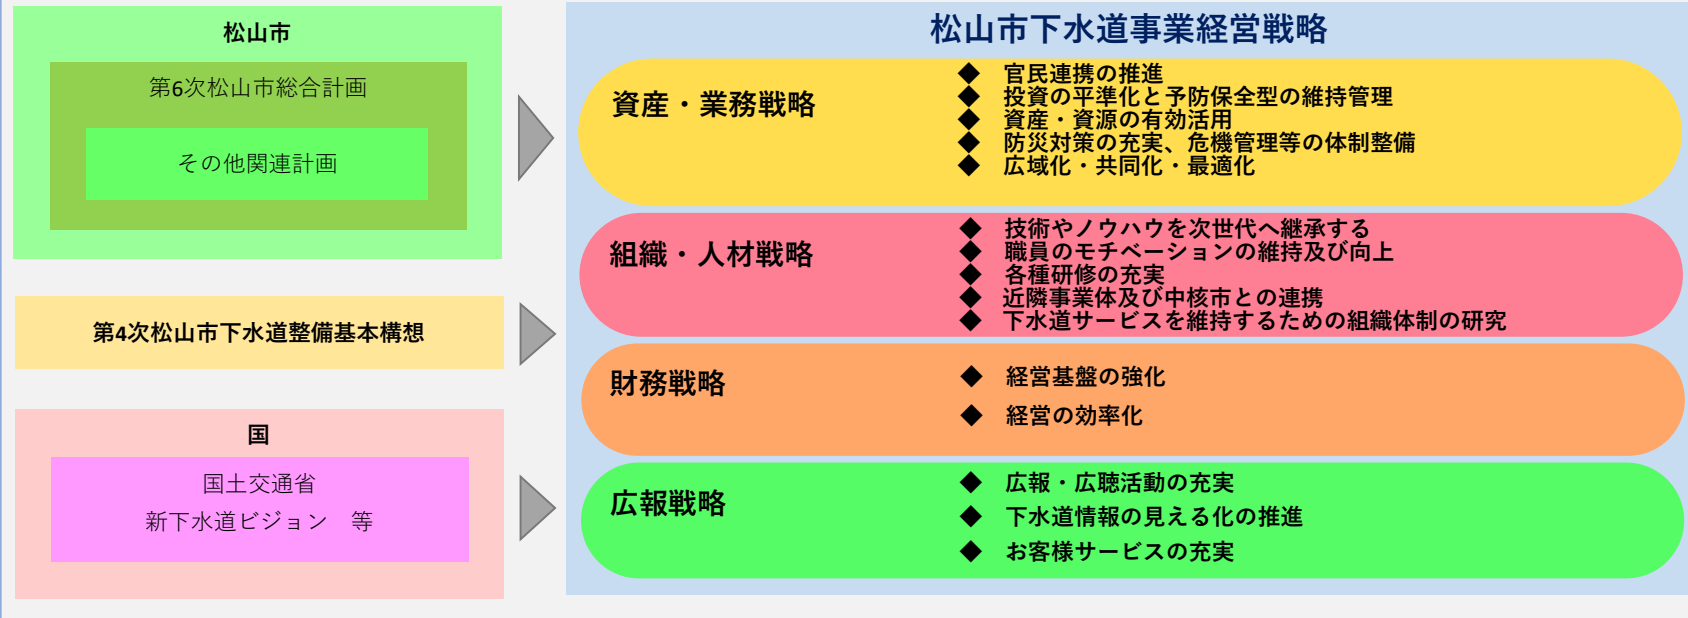 松山市
第6次松山市総合計画
その他関連計画
第4次松山市下水道整備基本構想
国
国土交通省
新下水道ビジョン　等
松山市下水道事業経営戦略
資産・業務戦略
◆　官民連携の推進
◆　投資の平準化と予防保全型の維持管理
◆　資産・資源の有効活用
◆　防災対策の充実、危機管理等の体制整備
◆　広域化・共同化・最適化
組織・人材戦略
◆　技術やノウハウを次世代へ継承する
◆　職員のモチベーションの維持及び向上
◆　各種研修の充実
◆　近隣事業体及び中核市との連携
◆　下水道サービスを維持するための組織体制の研究
財務戦略
◆　経営基盤の強化
◆　経営の効率化
広報戦略
◆　広報・広聴活動の充実
◆　下水道情報の見える化の推進
◆　お客様サービスの充実